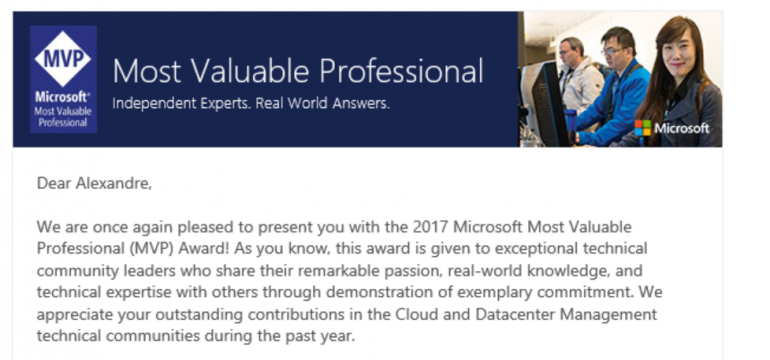 MVP
Microsoft®
Most Valuable
Professional
Most Valuable Professional
Independent Experts. Real World Answers.
Microsoft
Dear Alexandre,
We are once again pleased to present you with the 2017 Microsoft Most Valuable
Professional (MVP) Award! As you know, this award is given to exceptional technical
community leaders who share their remarkable passion, real-world knowledge, and
technical expertise with others through demonstration of exemplary commitment. We
appreciate your outstanding contributions in the Cloud and Datacenter Management
technical communities during the past year.